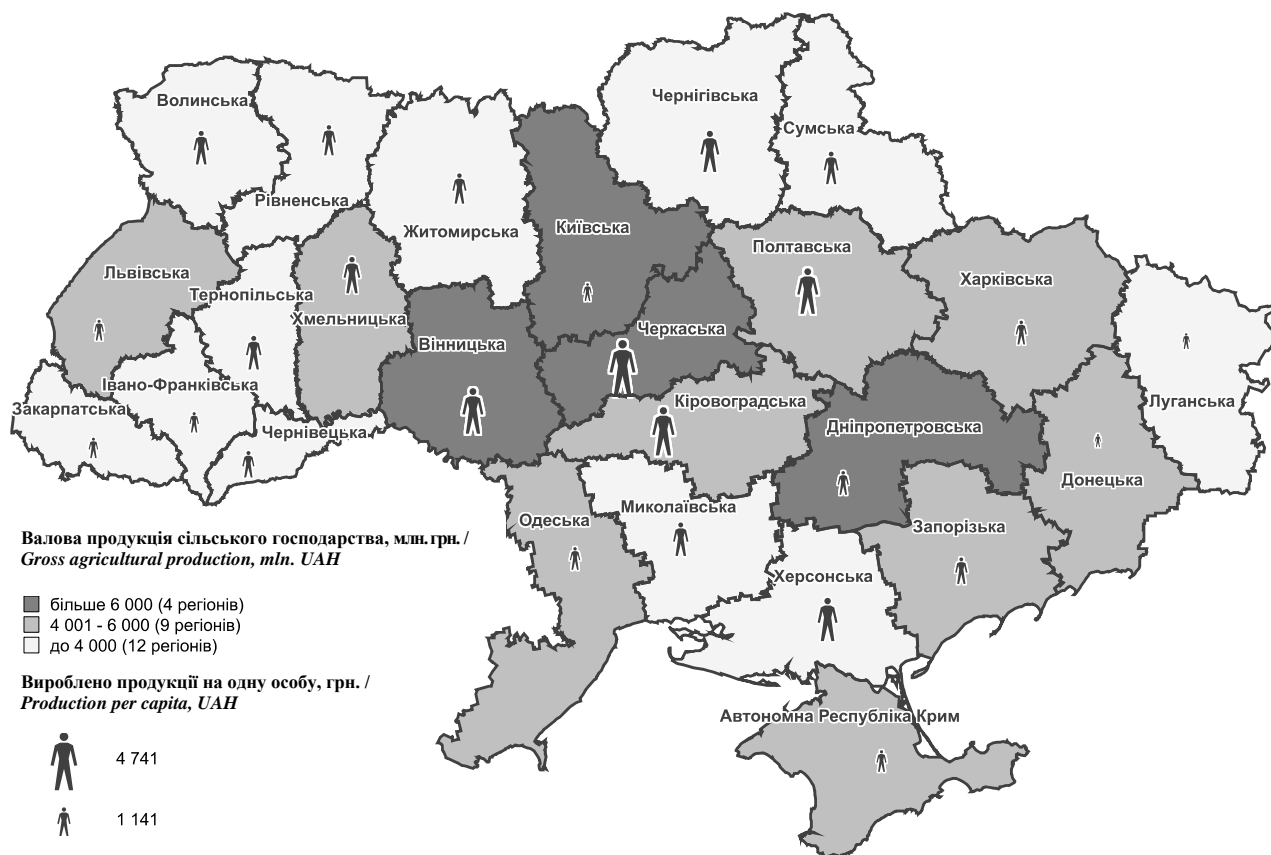 Чернігівська
Волинська
Сумська
Рівненська
Київська
Житомирська
Полтавська
Львівська
Харківська
Тернопільська
Хмельницька
Черкаська
Вінницька
Івано-Франківська
Кіровоградська
Луганська
Закарпатська
Чернівецька
Дніпропетровська
Донецька
Миколаївська
Одеська
Запорізька
Херсонська
Автономна Республіка Крим
Валова продукція сільського господарства, млн. грн. /
Gross agricultural production, mln. UAH
більше 6 000 (4 регіонів)
4 001 - 6 000 (9 регіонів)
до 4 000 (12 регіонів)
Вироблено продукції на одну особу, грн. /
Production per capita, UAH
4 741
1 141